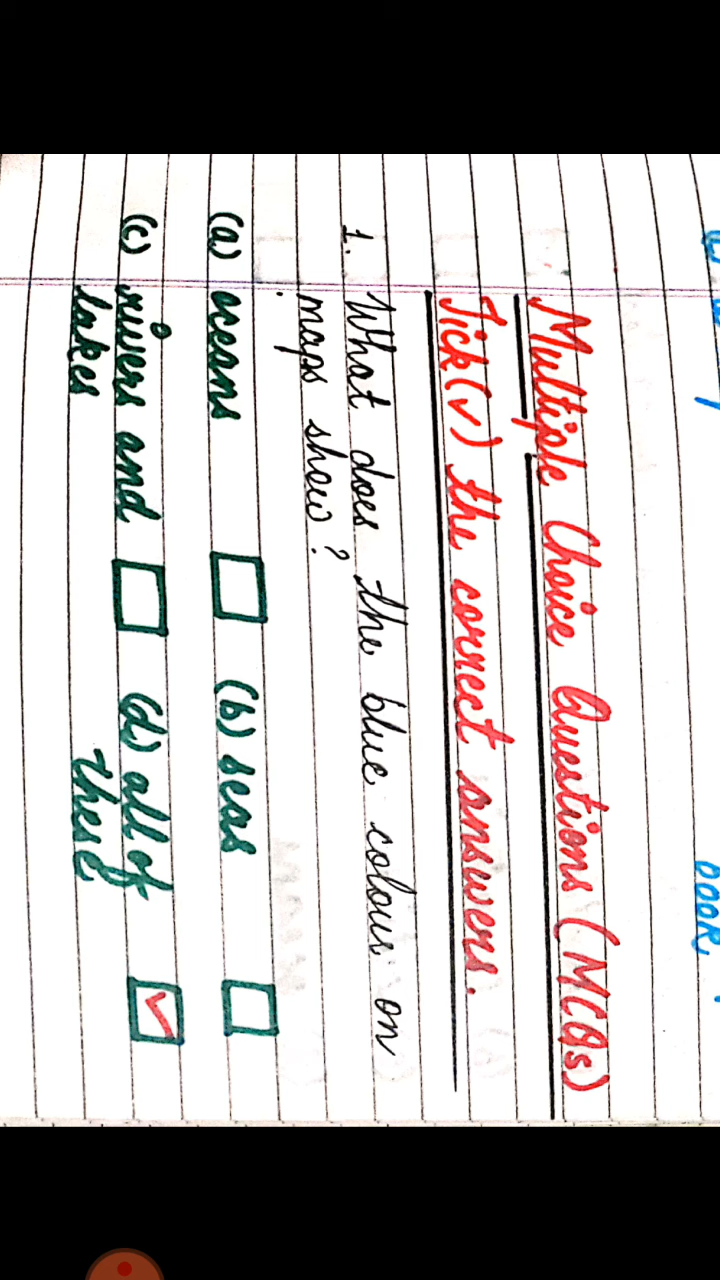 Multiple Choice Questions (MCQs)
Tick(✓) the correct answers.
1. What does the blue colour on
maps show?
(a) oceans (b) seas
(c) rivers and (d) all of ✓
lakes these